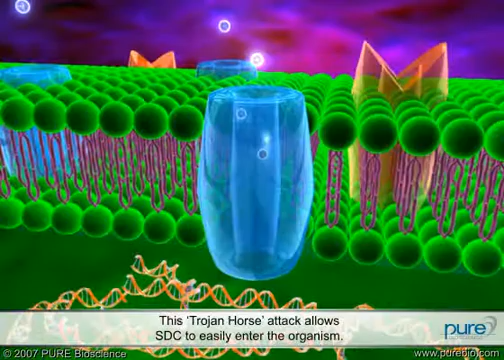 This 'Trojan Horse' attack allows
SDC to easily enter the organism.
pure
© 2007 PURE Bioscience
www.purebio.com